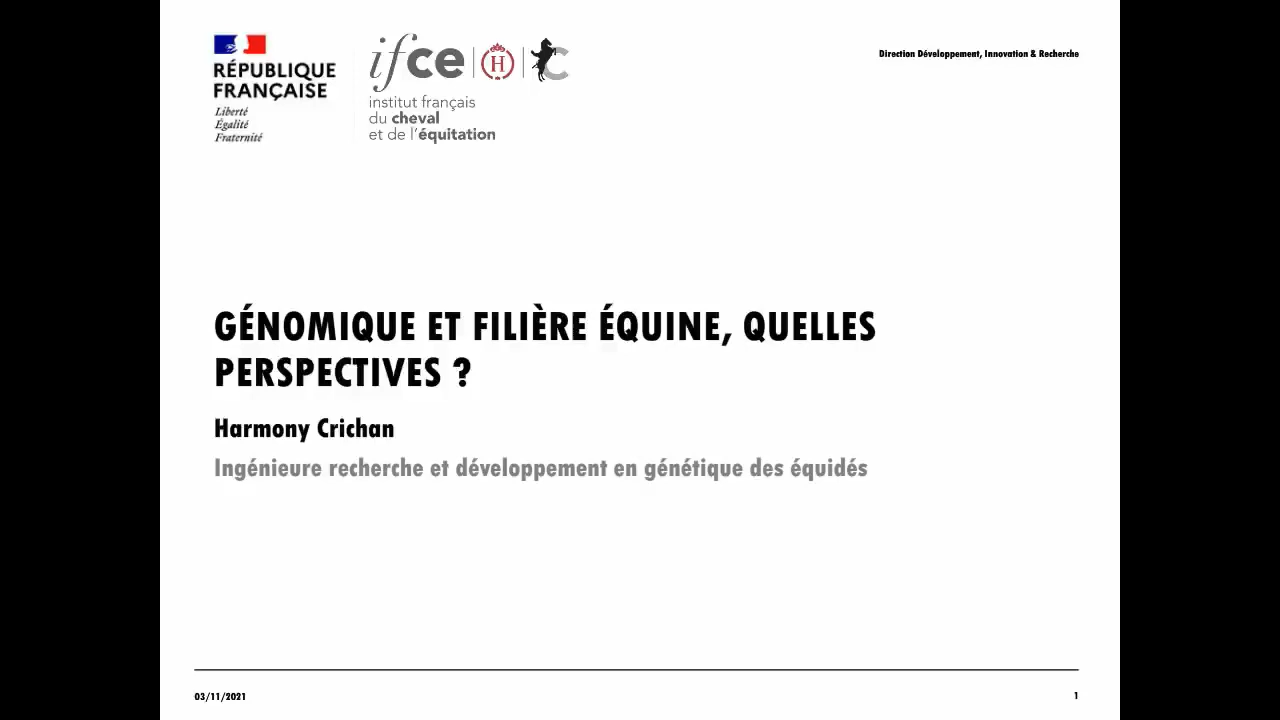 RÉPUBLIQUE
FRANÇAISE
Liberté
Égalité
Fraternité
ifce H C
institut français
du cheval
et de l'équitation
Direction Développement, Innovation & Recherche
GÉNOMIQUE ET FILIÈRE ÉQUINE, QUELLES
PERSPECTIVES ?
Harmony Crichan
Ingénieure recherche et développement en génétique des équidés
03/11/2021
1